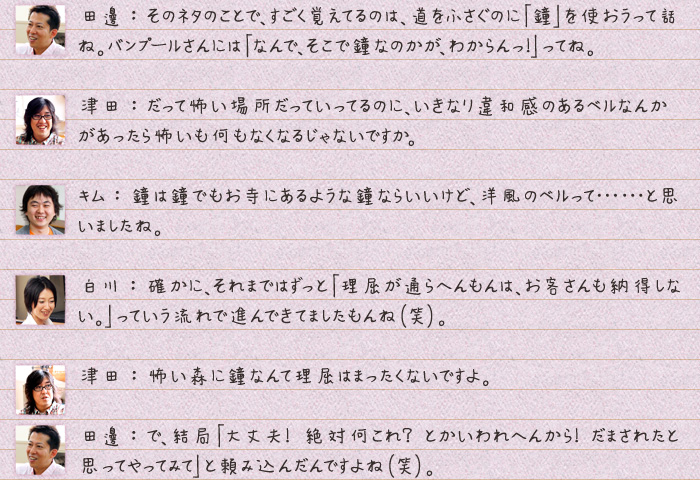 田邊：そのネタのことで、すごく覚えてるのは、道をふさぐのに「鐘」を使おうって話
ね。バンプールさんには「なんで、そこで鐘なのかが、わからんっ!」ってね。
津田：だって怖い場所だっていってるのに、いきなり違和感のあるベルなんか
があったら怖いも何もなくなるじゃないですか。
キム：鐘は鐘でもお寺にあるような鐘ならいいけど、洋風のベルって……と思
いましたね。
白川：確かに、それまではずっと「理屈が通らへんもんは、お客さんも納得しな
い。」っていう流れで進んできてましたもんね(笑)。
津田：怖い森に鐘なんて理屈はまったくないですよ。
田邊：で、結局「大丈夫! 絶対何これ? とかいわれへんから! だまされたと
思ってやってみて」と頼み込んだんですよね(笑)。